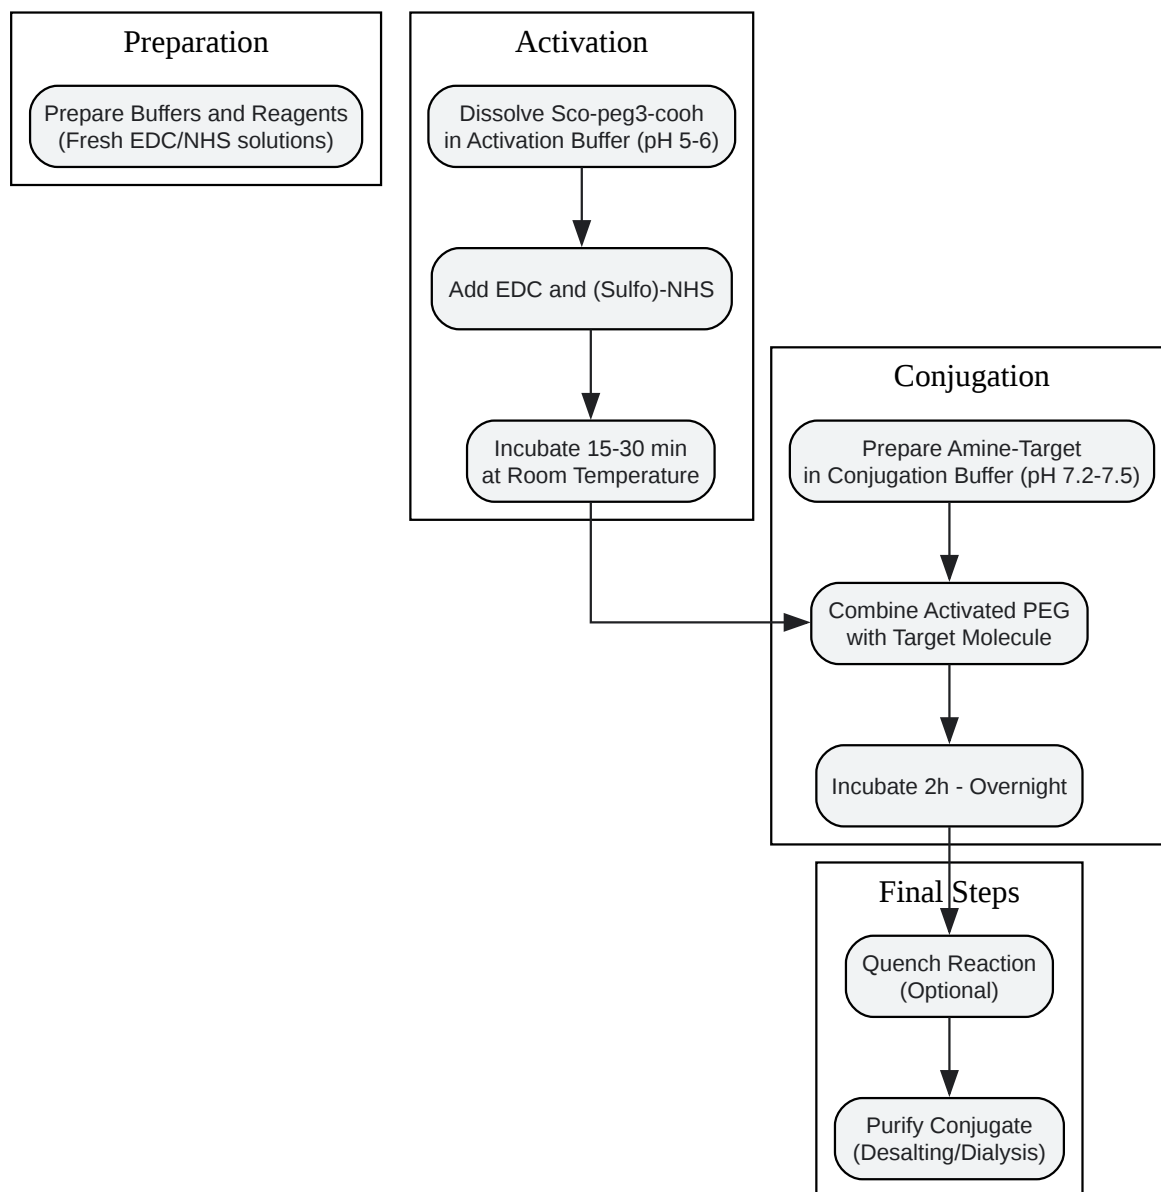 Preparation
Prepare Buffers and Reagents
(Fresh EDC/NHS solutions)
Activation
Dissolve Sco-peg3-cooh
in Activation Buffer (pH 5-6)
Add EDC and (Sulfo)-NHS
Incubate 15-30 min
at Room Temperature
Conjugation
Prepare Amine-Target
in Conjugation Buffer (pH 7.2-7.5)
Combine Activated PEG
with Target Molecule
Incubate 2h - Overnight
Final Steps
Quench Reaction
(Optional)
Purify Conjugate
(Desalting/Dialysis)